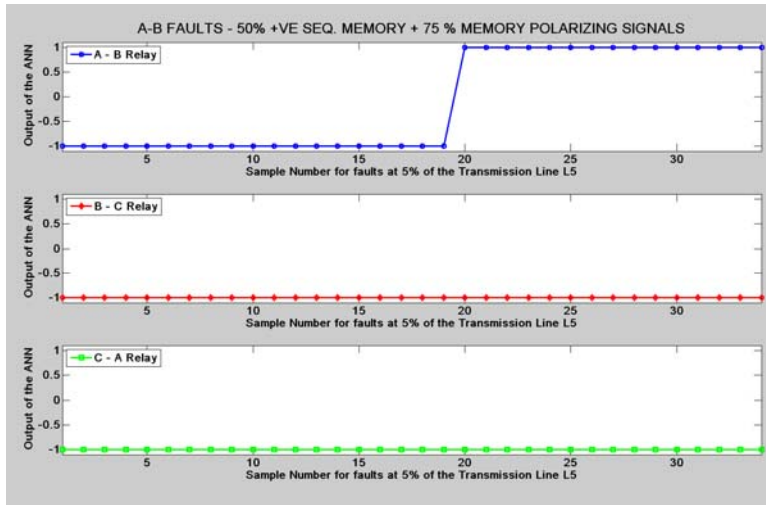 A-B FAULTS - 50% +VE SEQ. MEMORY + 75 % MEMORY POLARIZING SIGNALS
Output of the ANN
1
0.5
0
-0.5
-1
A - B Relay
5 10 15 20 25 30
Sample Number for faults at 5% of the Transmission Line L5
Output of the ANN
1
0.5
0
-0.5
-1
B - C Relay
5 10 15 20 25 30
Sample Number for faults at 5% of the Transmission Line L5
Output of the ANN
1
0.5
0
-0.5
-1
C - A Relay
5 10 15 20 25 30
Sample Number for faults at 5% of the Transmission Line L5